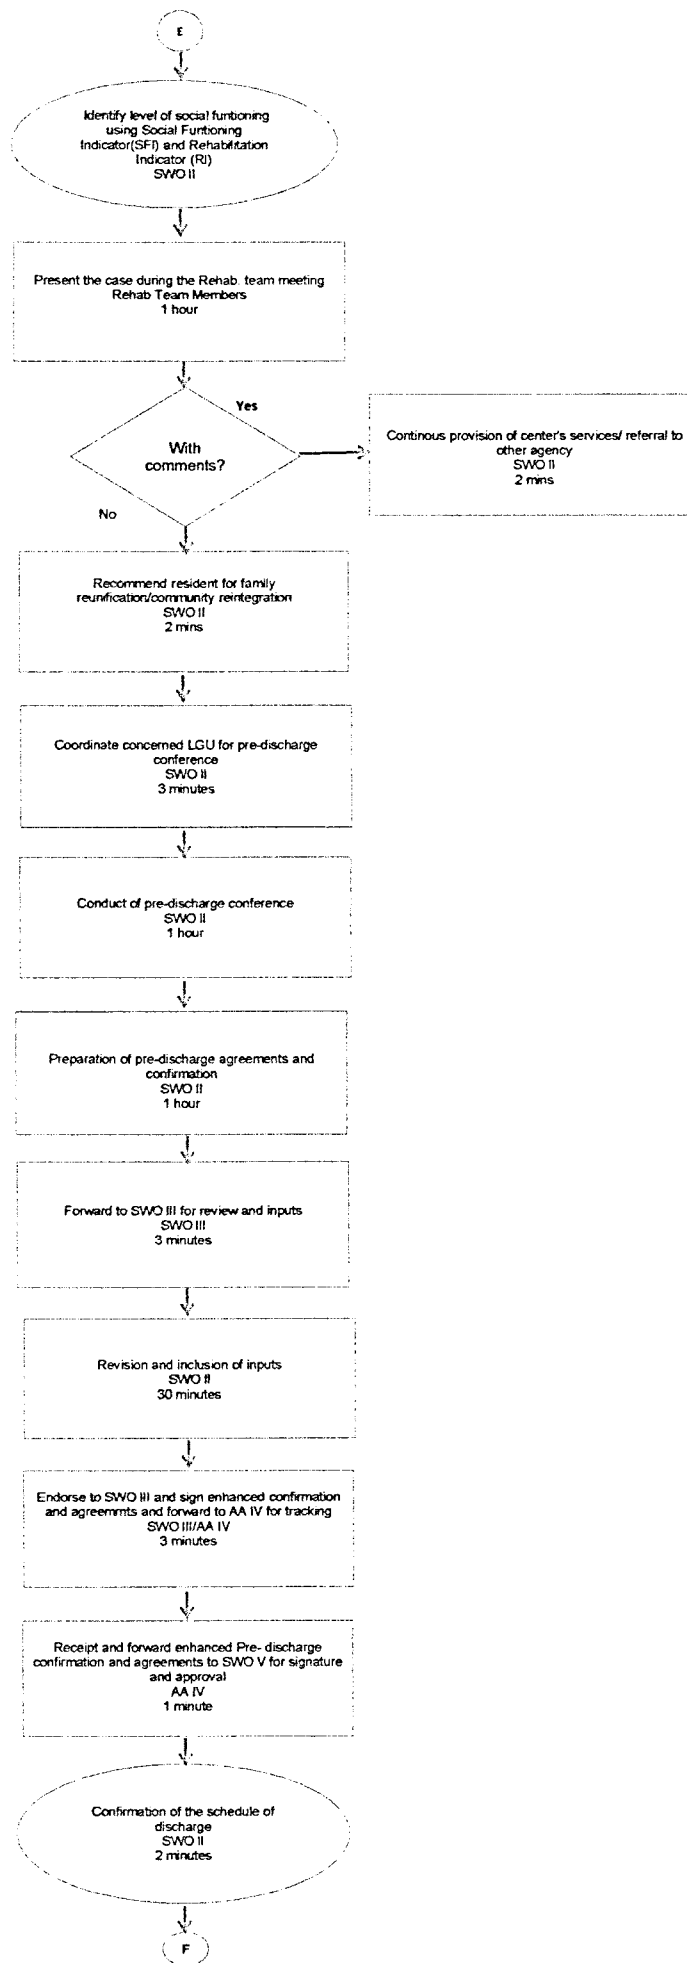 E
Identify level of social funtioning
using Social Funtioning
Indicator(SFI) and Rehabilitation
Indicator (RI)
SWO II
Present the case during the Rehab. team meeting
Rehab Team Members
1 hour
Yes
With
comments?
Continous provision of center's services/ referral to
other agency
SWO II
2 mins
No
Recommend resident for family
reunification/community reintegration
SWO II
2 mins
Coordinate concerned LGU for pre-discharge
conference
SWO II
3 minutes
Conduct of pre-discharge conference
SWO II
1 hour
Preparation of pre-discharge agreements and
confirmation
SWO II
1 hour
Forward to SWO III for review and inputs
SWO III
3 minutes
Revision and inclusion of inputs
SWO II
30 minutes
Endorse to SWO III and sign enhanced confirmation
and agreemmts and forward to AA IV for tracking
SWO III/AA IV
3 minutes
Receipt and forward enhanced Pre- discharge
confirmation and agreements to SWO V for signature
and approval
AA IV
1 minute
Confirmation of the schedule of
discharge
SWO II
2 minutes
F